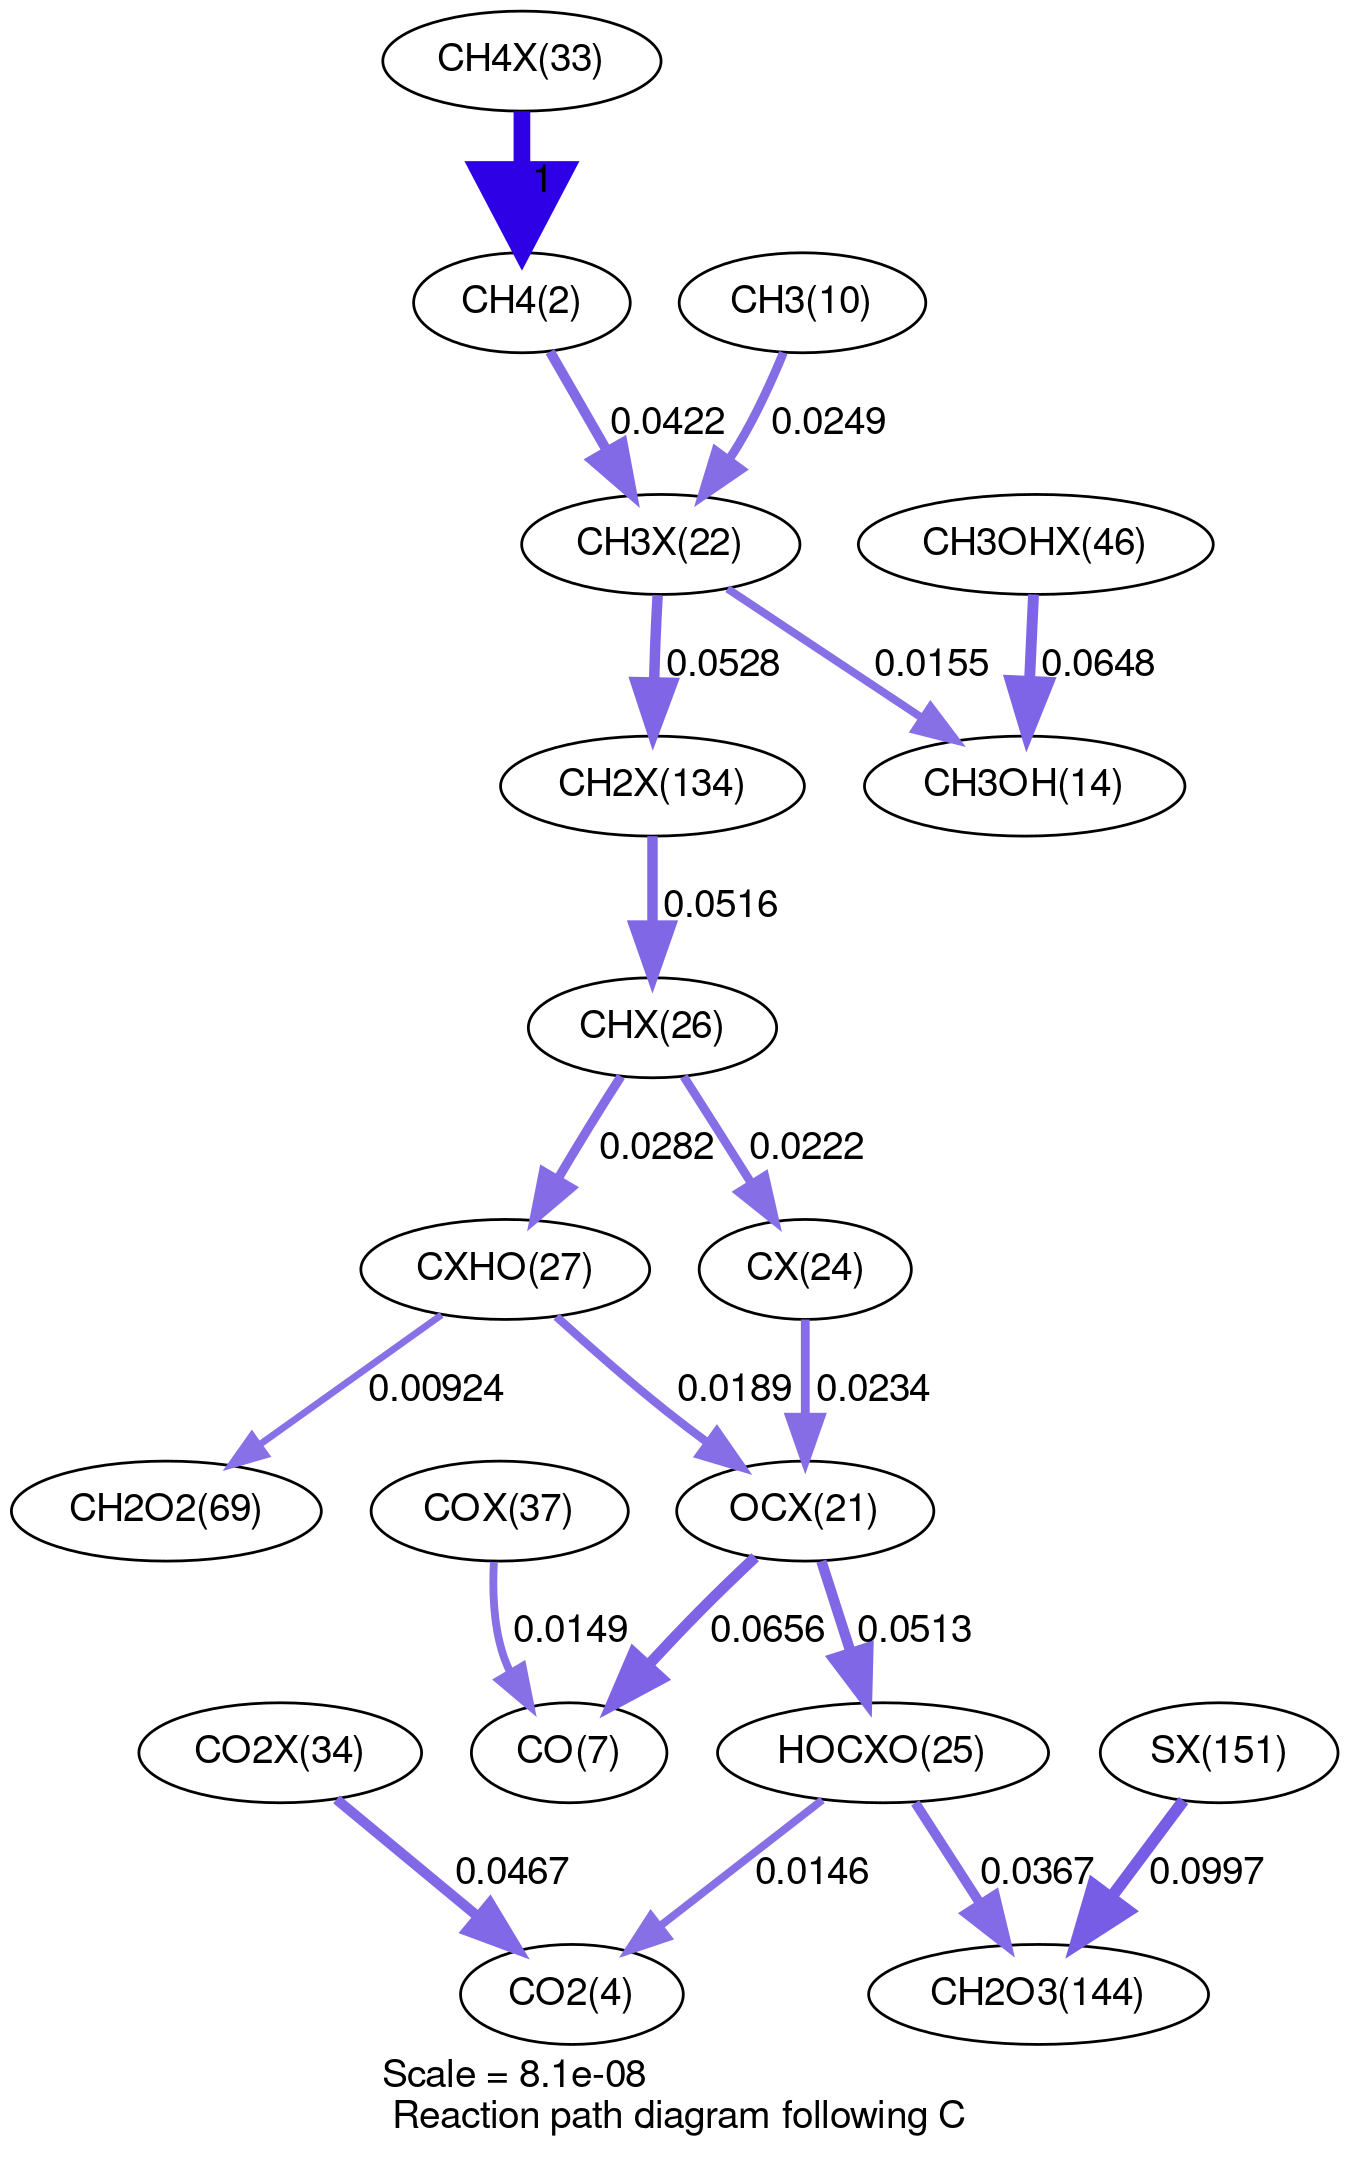 CH4X(33)
1
CH4(2)
CH3(10)
0.0422
0.0249
CH3X(22)
CH3OHX(46)
0.0528
0.0155
0.0648
CH2X(134)
CH3OH(14)
0.0516
CHX(26)
0.0282
0.0222
CXHO(27)
CX(24)
0.00924
0.0189
0.0234
CH2O2(69)
COX(37)
OCX(21)
0.0149
0.0656
0.0513
CO2X(34)
CO(7)
HOCXO(25)
SX(151)
0.0467
0.0146
0.0367
0.0997
CO2(4)
CH2O3(144)
Scale = 8.1e-08
Reaction path diagram following C